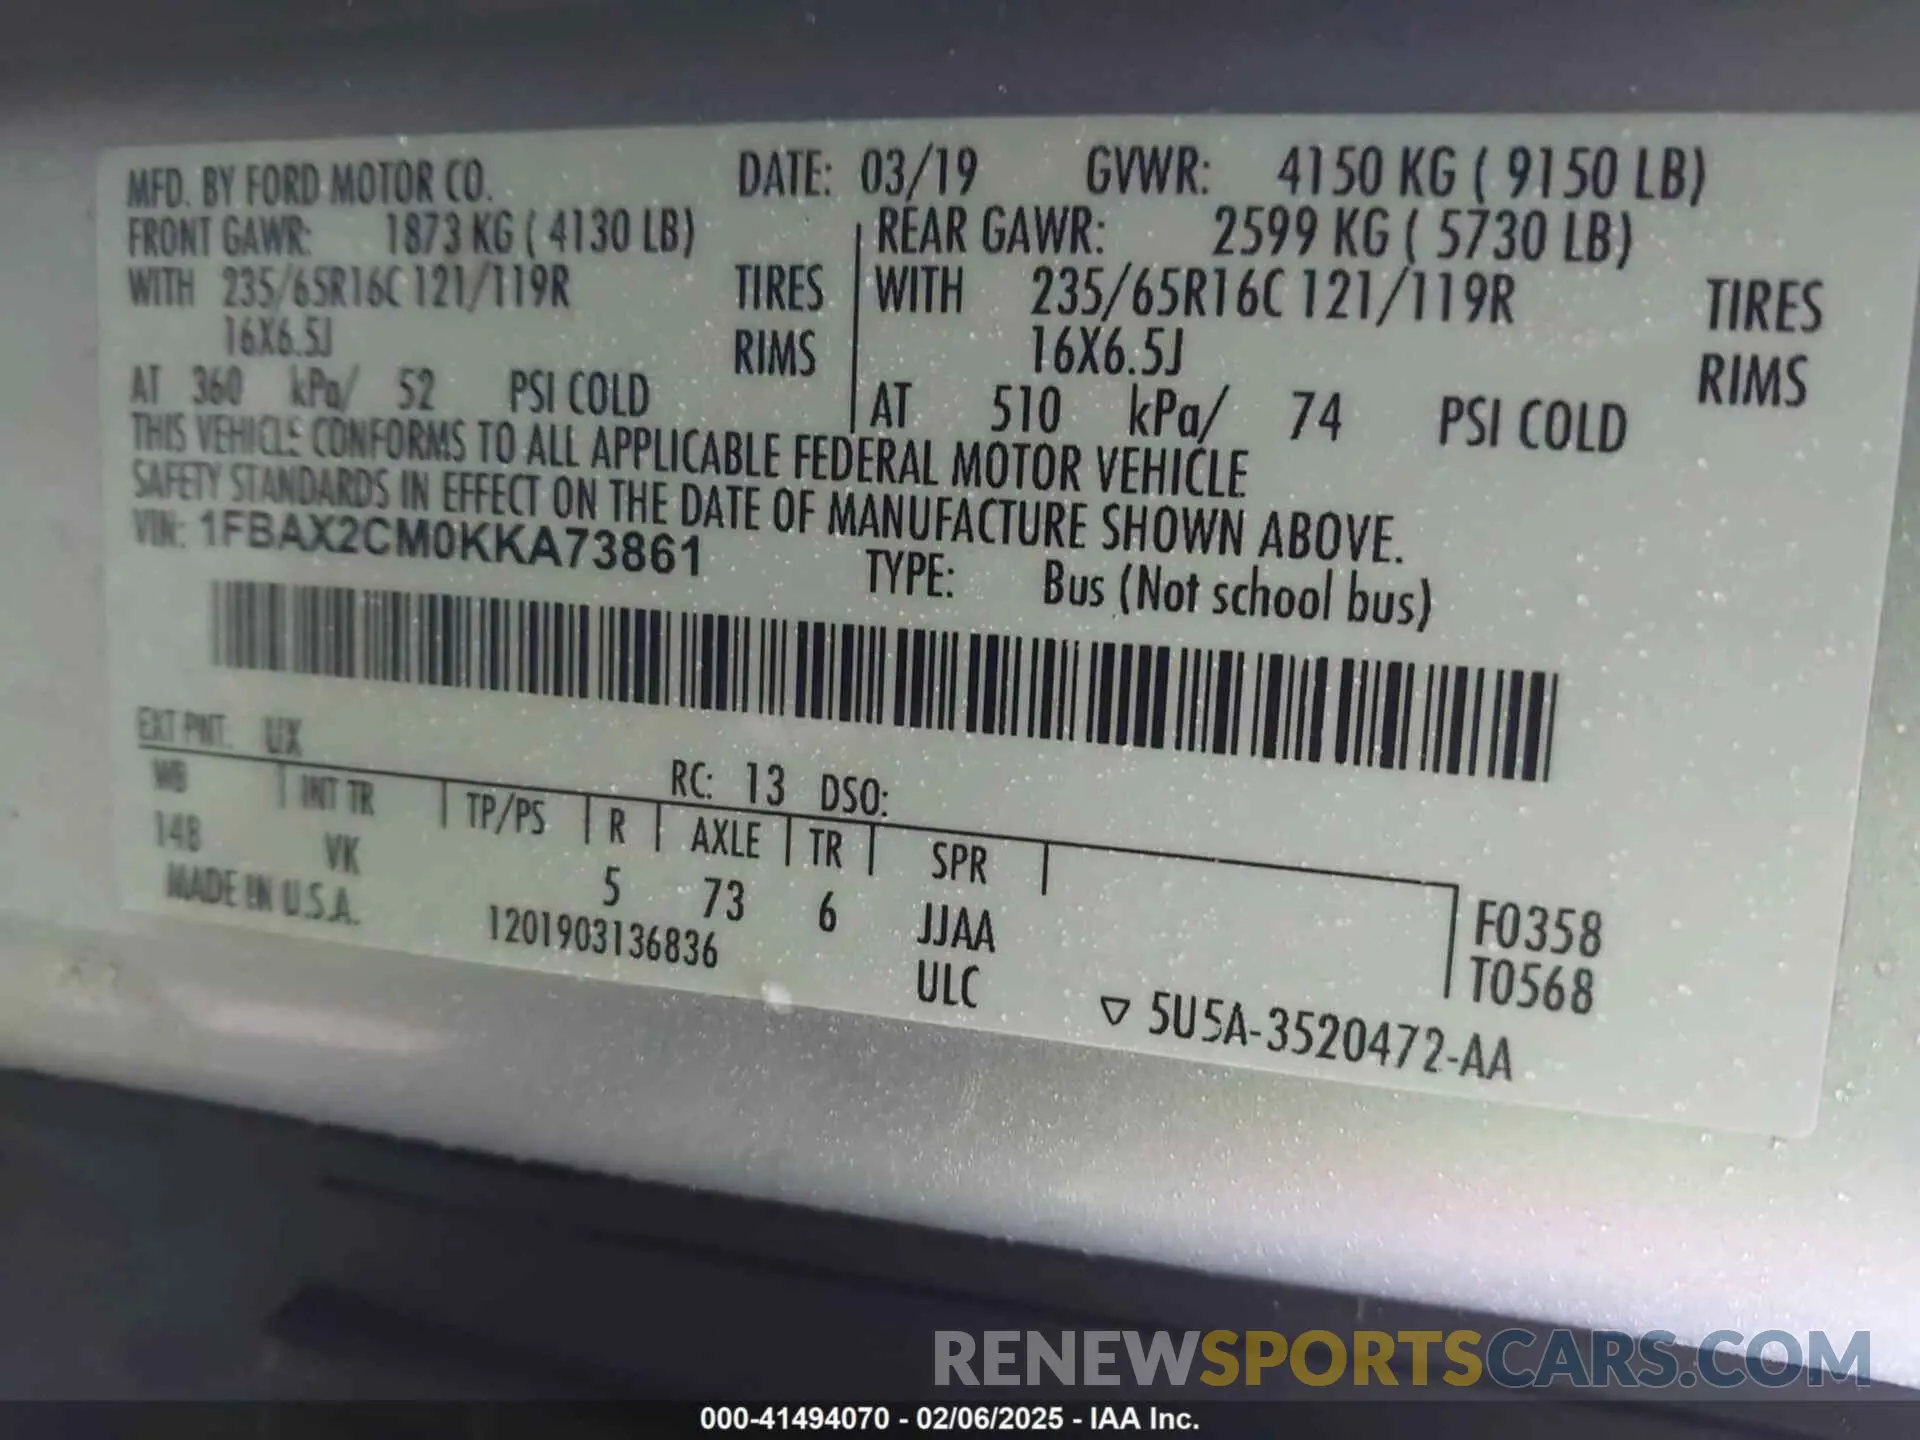 MFD. BY FORD MOTOR CO. DATE: 03/19 GVWR: 4150 KG ( 9150 LB)
FRONT GAWR: 1873 KG ( 4130 LB) REAR GAWR: 2599 KG ( 5730 LB)
WITH 235/65R16C 121/119R TIRES WITH 235/65R16C 121/119R TIRES
16X6.5J RIMS 16X6.5J RIMS
AT 360 kPa/ 52 PSI COLD AT 510 kPa/ 74 PSI COLD
THIS VEHICLE CONFORMS TO ALL APPLICABLE FEDERAL MOTOR VEHICLE
SAFETY STANDARDS IN EFFECT ON THE DATE OF MANUFACTURE SHOWN ABOVE.
VIN: 1FBAX2CM0KKA73861 TYPE: Bus (Not school bus)
EXT PNT: UX RC: 13 DSO:
WB INT TR TP/PS R AXLE TR SPR
14B VK 5 73 6 JJAA F0358
MADE IN U.S.A. 1201903136836 ULC T0568
▽ 5U5A-3520472-AA
RENEWSPORTSCARS.COM
000-41494070 - 02/06/2025 - IAA Inc.